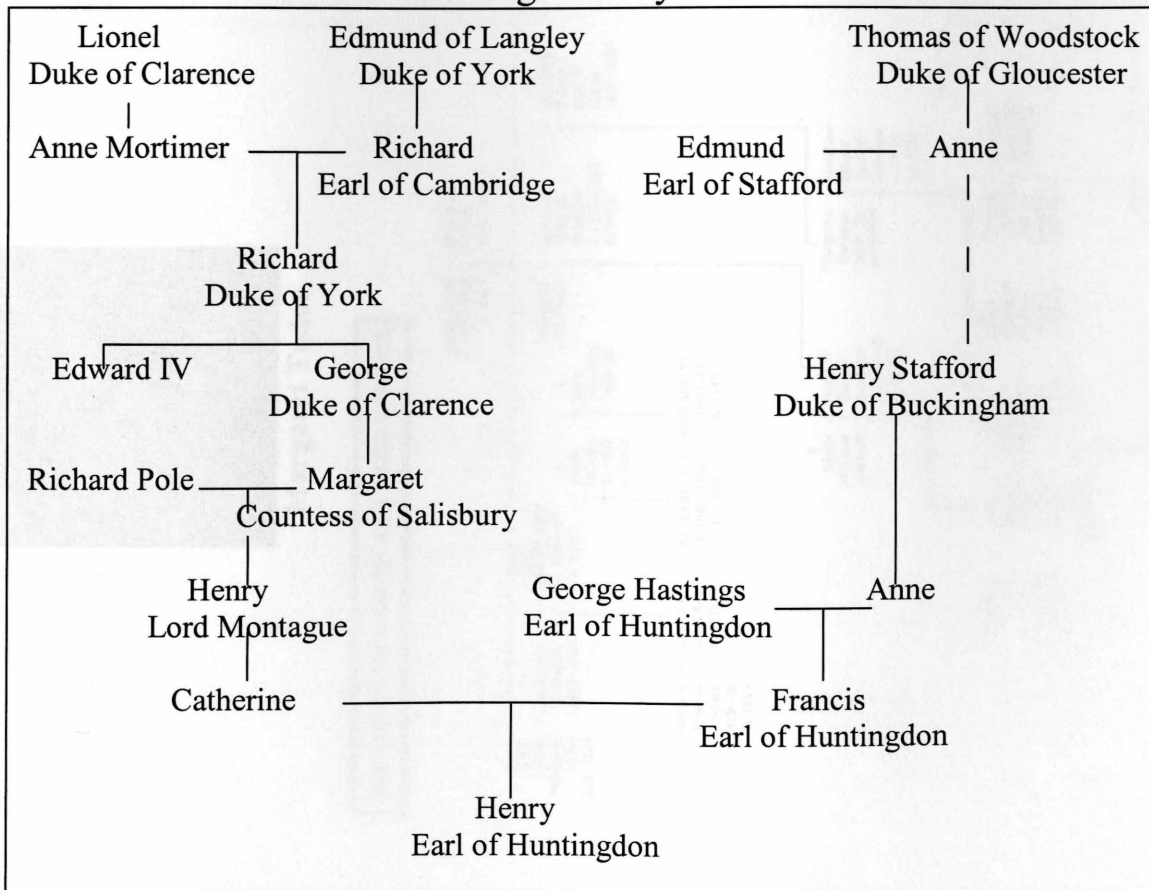 Lionel
Duke of Clarence
Edmund of Langley
Duke of York
Thomas of Woodstock
Duke of Gloucester
Anne Mortimer
Richard
Earl of Cambridge
Edmund
Earl of Stafford
Anne
Richard
Duke of York
Edward IV
George
Duke of Clarence
Henry Stafford
Duke of Buckingham
Richard Pole
Margaret
Countess of Salisbury
Henry
Lord Montague
George Hastings
Earl of Huntingdon
Anne
Catherine
Francis
Earl of Huntingdon
Henry
Earl of Huntingdon